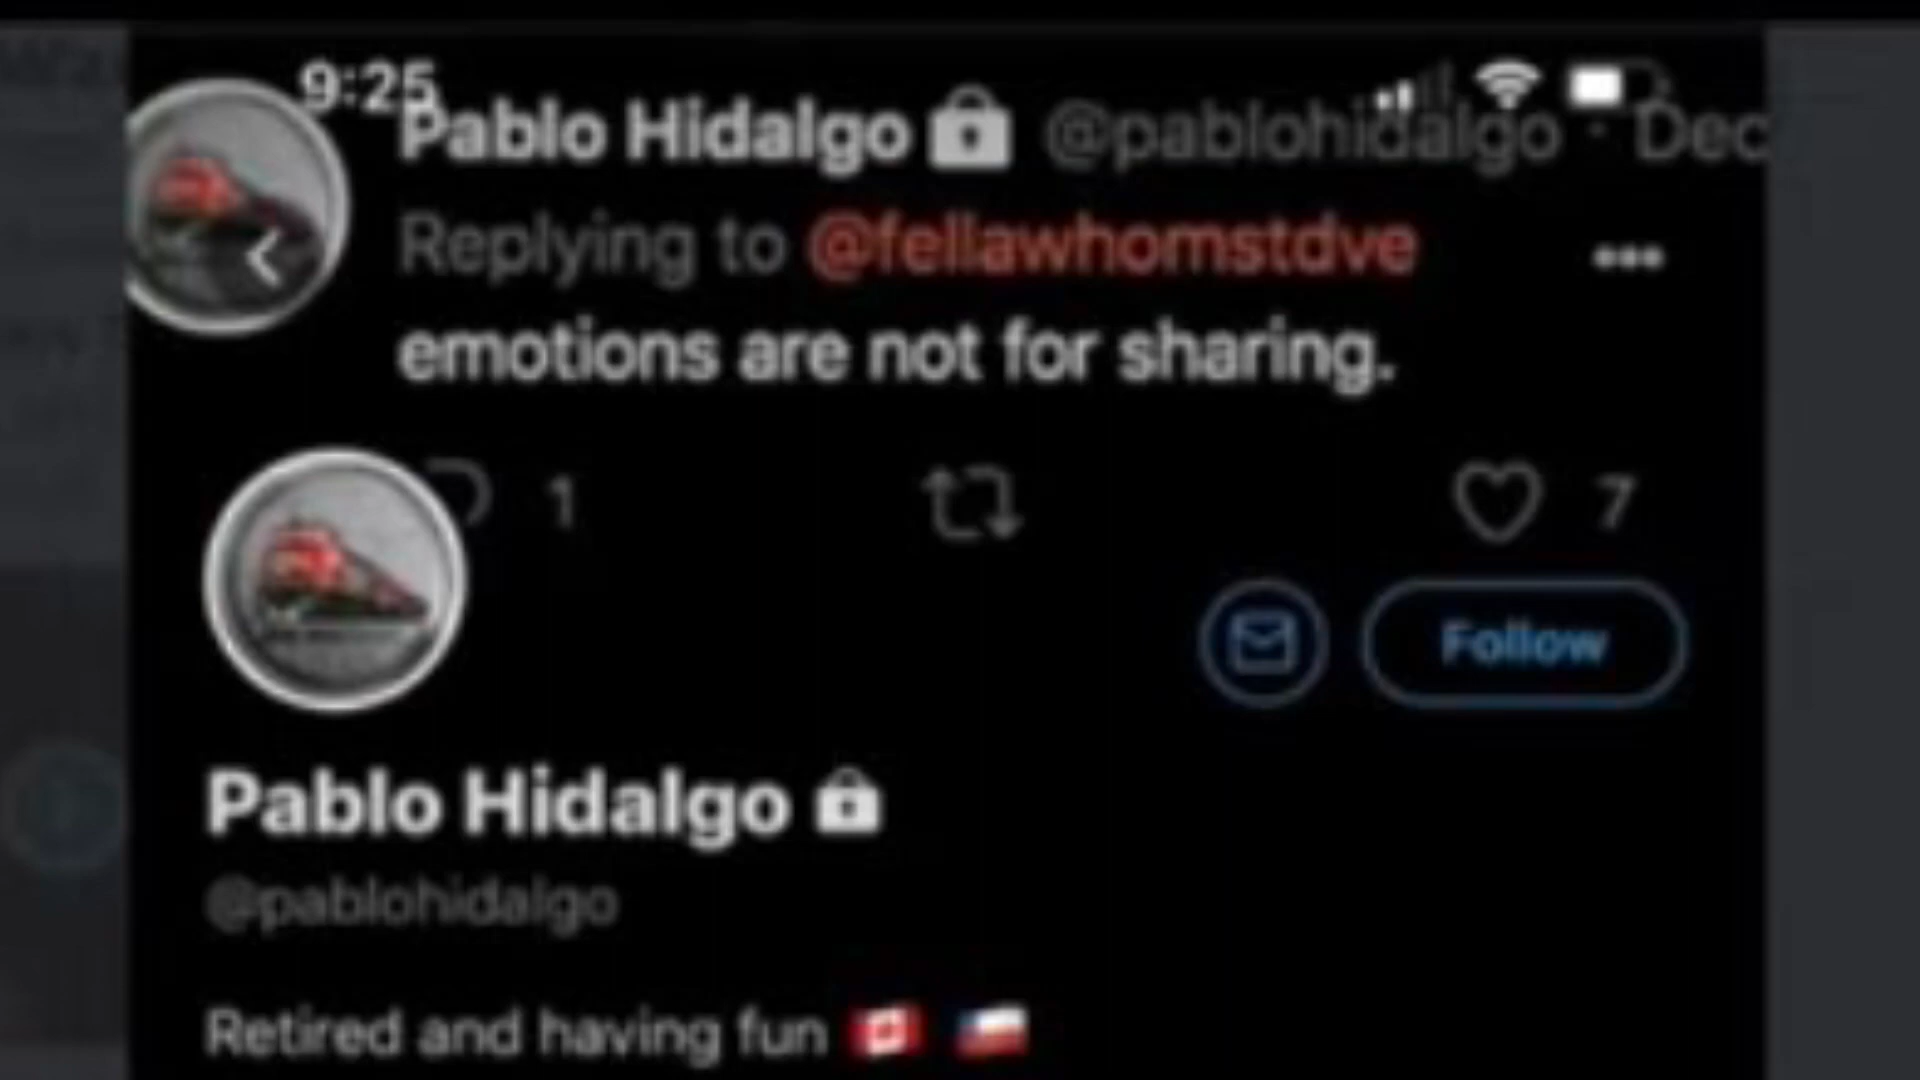 9:25
Pablo Hidalgo @pablohidalgo · Dec
Replying to @fellawhomstdve
emotions are not for sharing.
1 7
Follow
Pablo Hidalgo
@pablohidalgo
Retired and having fun